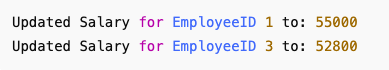 Updated Salary for EmployeeID 1 to: 55000
Updated Salary for EmployeeID 3 to: 52800